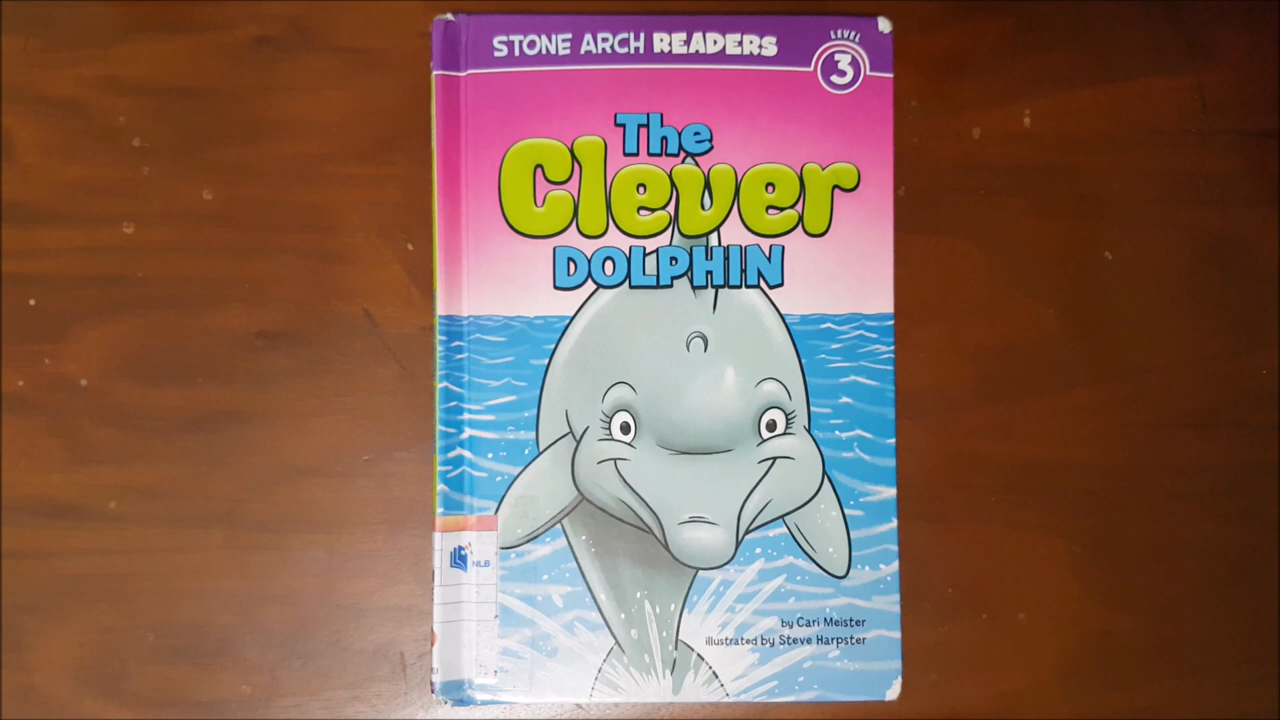 STONE ARCH READERS
LEVEL
3
The
Clever
DOLPHIN
NLB
by Cari Meister
illustrated by Steve Harpster